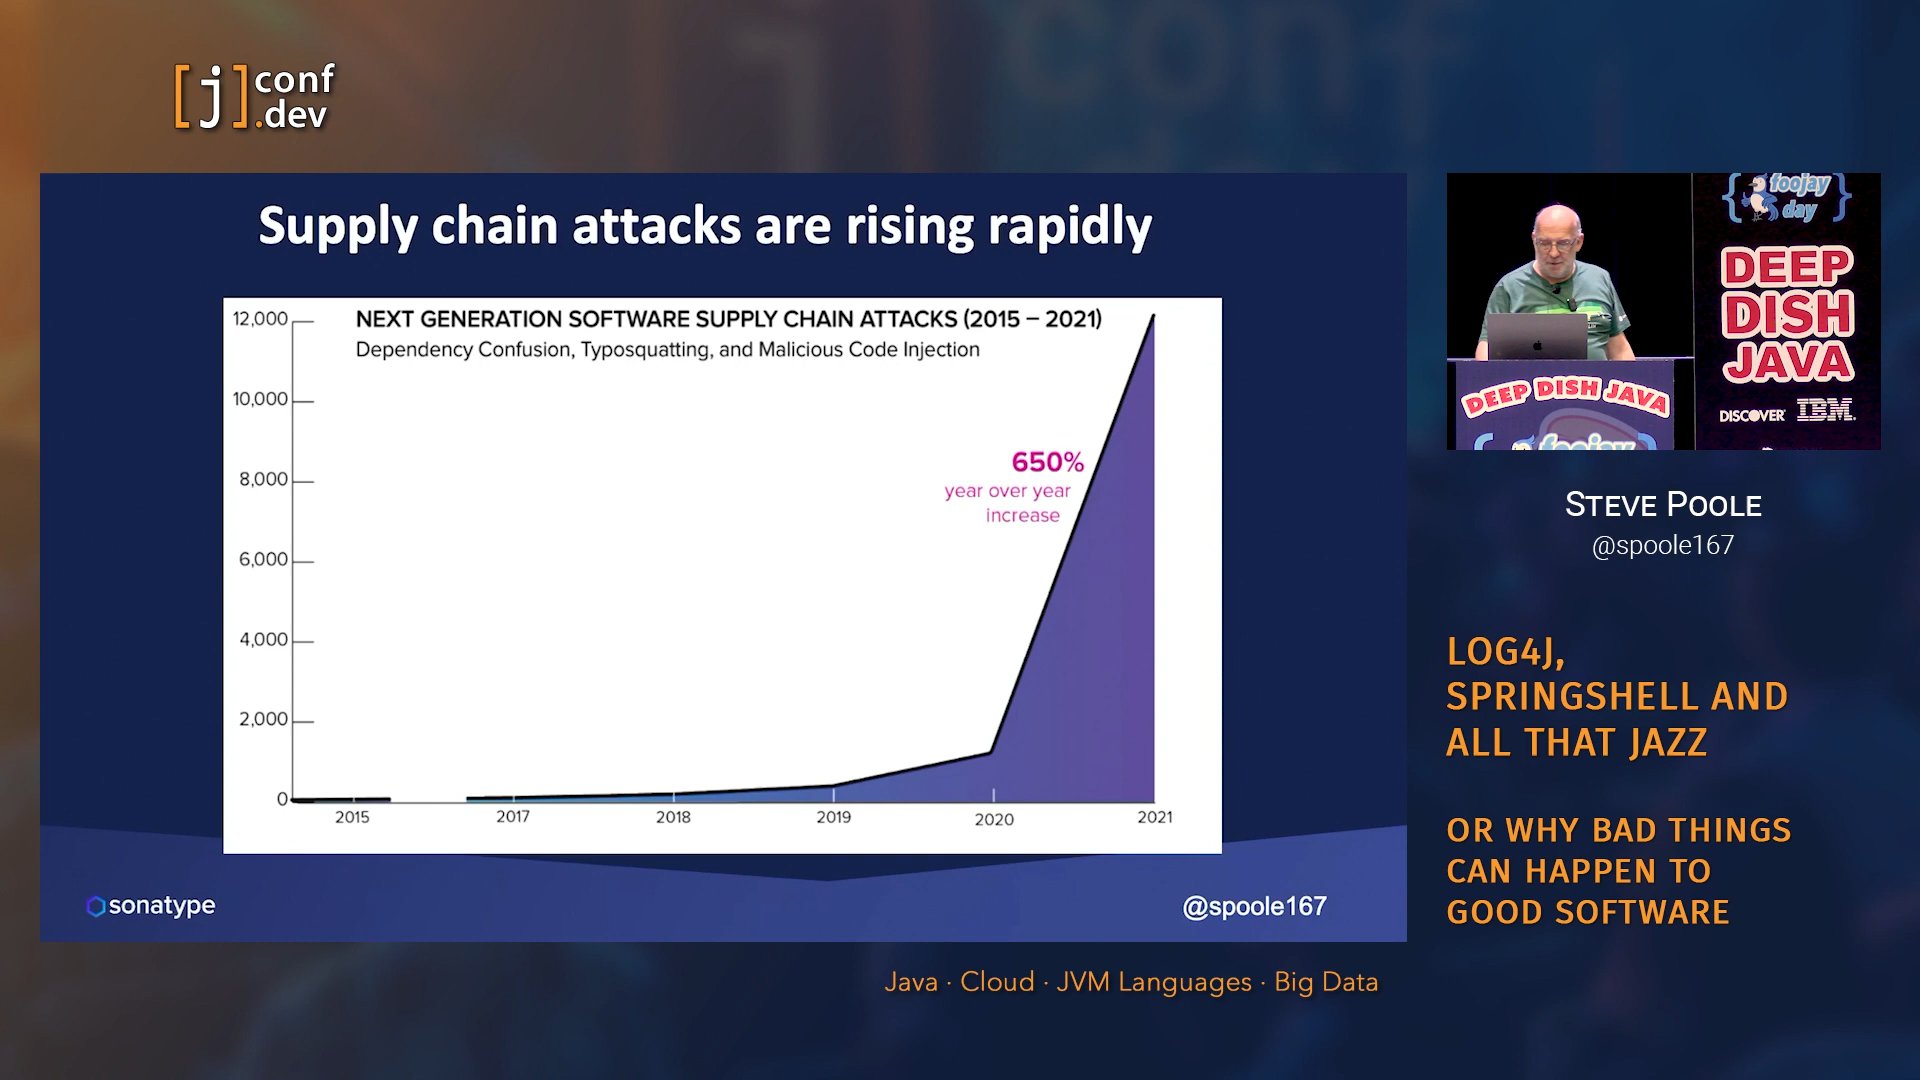 [j] conf
.dev
Supply chain attacks are rising rapidly
NEXT GENERATION SOFTWARE SUPPLY CHAIN ATTACKS (2015 – 2021)
Dependency Confusion, Typosquatting, and Malicious Code Injection
12,000
10,000
8,000
6,000
4,000
2,000
0
650%
year over year
increase
2015
2017
2018
2019
2020
2021
sonatype
@spoole167
{foojay
day}
DEEP
DISH
JAVA
DISCOVER IBM
DEEP DISH JAVA
{foojay}
STEVE POOLE
@spoole167
LOG4J,
SPRINGSHELL AND
ALL THAT JAZZ
OR WHY BAD THINGS
CAN HAPPEN TO
GOOD SOFTWARE
Java · Cloud · JVM Languages · Big Data